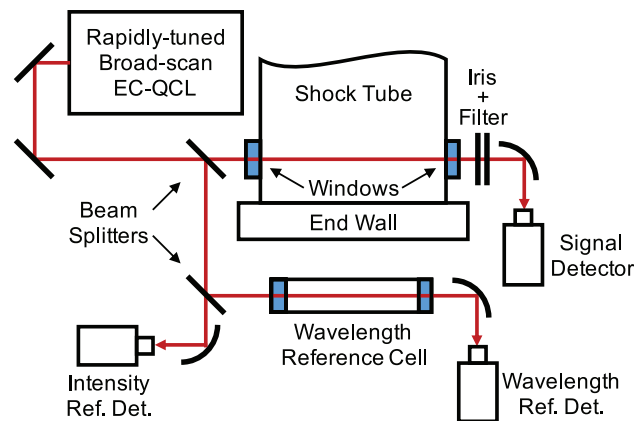 Rapidly-tuned
Broad-scan
EC-QCL
Shock Tube
Iris
+
Filter
Windows
End Wall
Beam
Splitters
Signal
Detector
Wavelength
Reference Cell
Intensity
Ref. Det.
Wavelength
Ref. Det.